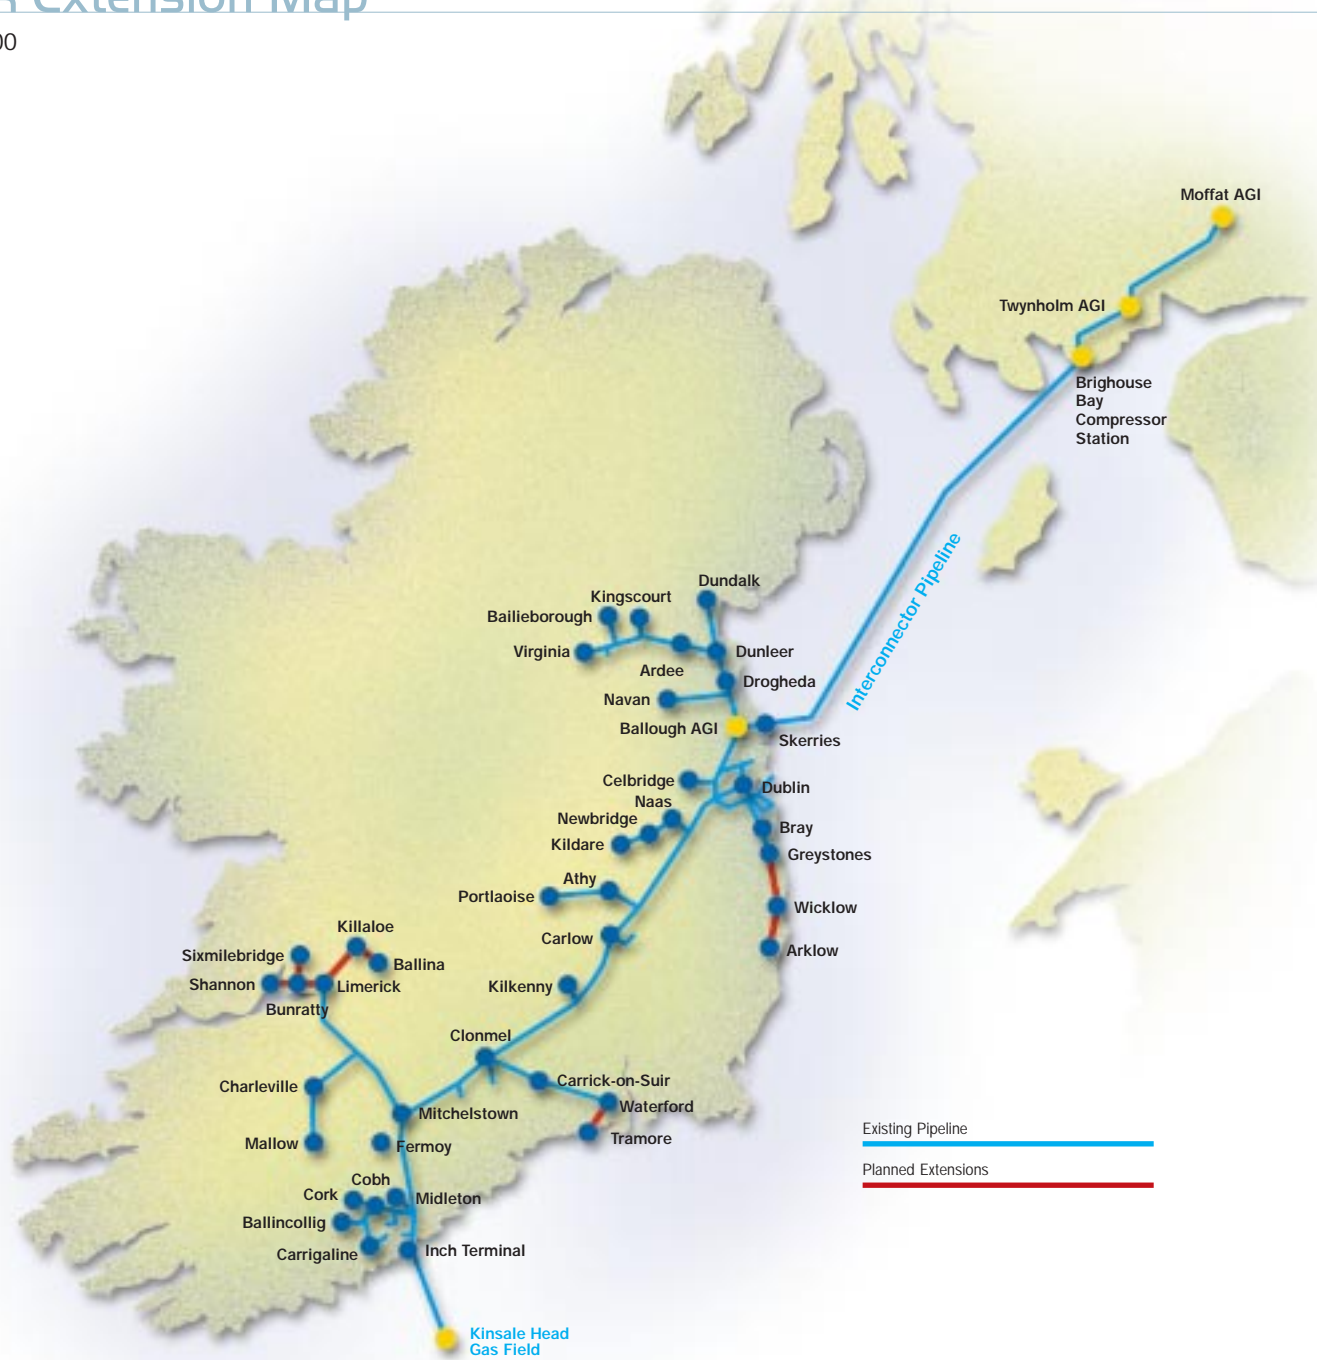 Extension Map
00
Moffat AGI
Twynholm AGI
Brighouse
Bay
Compressor
Station
Interconnector Pipeline
Dundalk
Kingscourt
Bailieborough
Virginia
Dunleer
Ardee
Drogheda
Navan
Ballough AGI
Skerries
Celbridge
Dublin
Naas
Newbridge
Bray
Kildare
Greystones
Athy
Portlaoise
Wicklow
Killaloe
Carlow
Arklow
Sixmilebridge
Ballina
Shannon
Limerick
Kilkenny
Bunratty
Clonmel
Charleville
Carrick-on-Suir
Waterford
Mitchelstown
Existing Pipeline
Mallow
Fermoy
Tramore
Planned Extensions
Cobh
Cork
Midleton
Ballincollig
Carrigaline
Inch Terminal
Kinsale Head
Gas Field